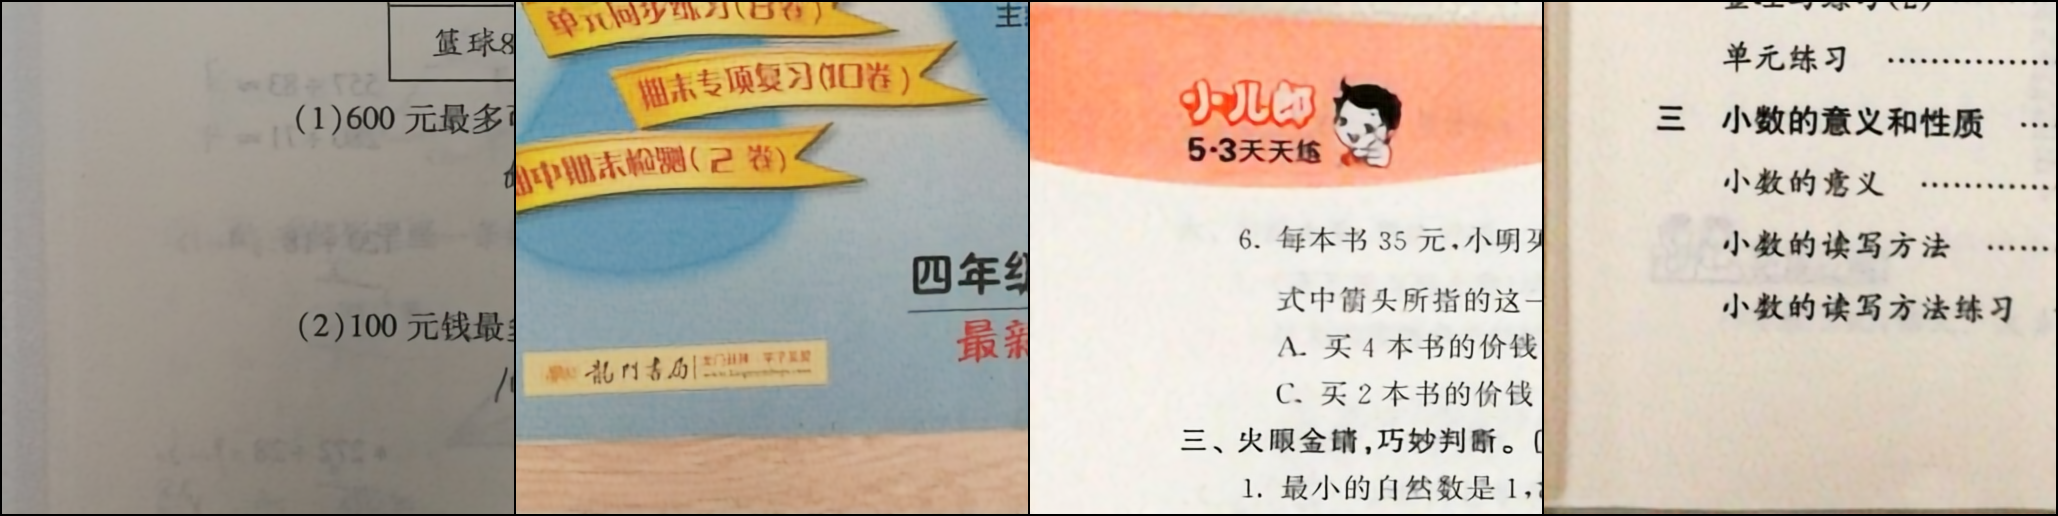 篮球8
(1)600 元最多
(2)100 元钱最
单元同步练习(8卷)
期末专项复习(10卷)
期中期末检测(2 卷)
四年级
最新
龍門書局
小儿郎
5·3天天练
6. 每本书 35 元,小明买
式中箭头所指的这一
A. 买 4 本书的价钱
C. 买 2 本书的价钱
三、火眼金睛,巧妙判断。
1. 最小的自然数是 1,
单元练习 ……………
三 小数的意义和性质 …
小数的意义 …………
小数的读写方法 ……
小数的读写方法练习